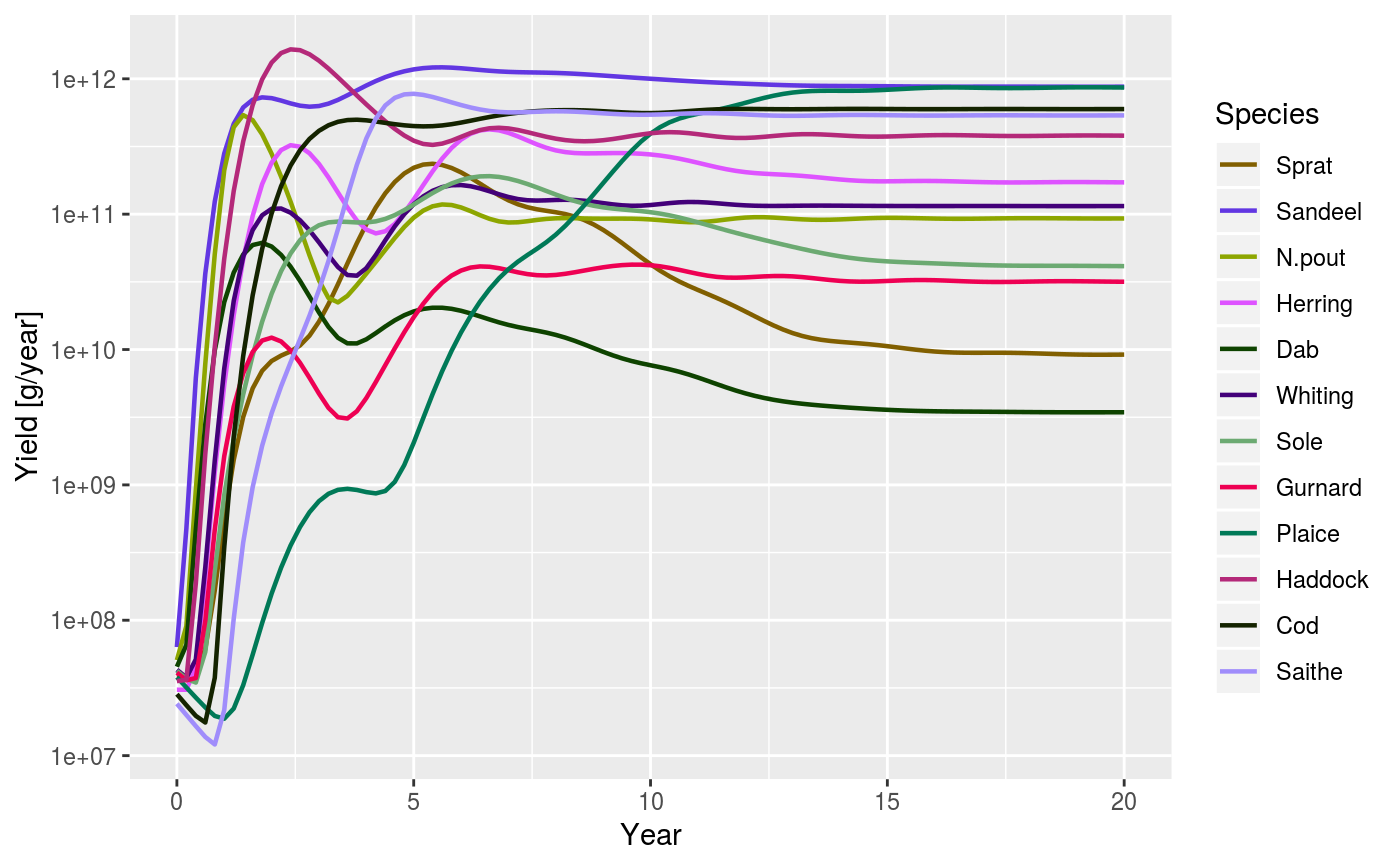 Yield [g/year]
1e+12
1e+11
1e+10
1e+09
1e+08
1e+07
0
5
10
15
20
Year
Species
Sprat
Sandeel
N.pout
Herring
Dab
Whiting
Sole
Gurnard
Plaice
Haddock
Cod
Saithe